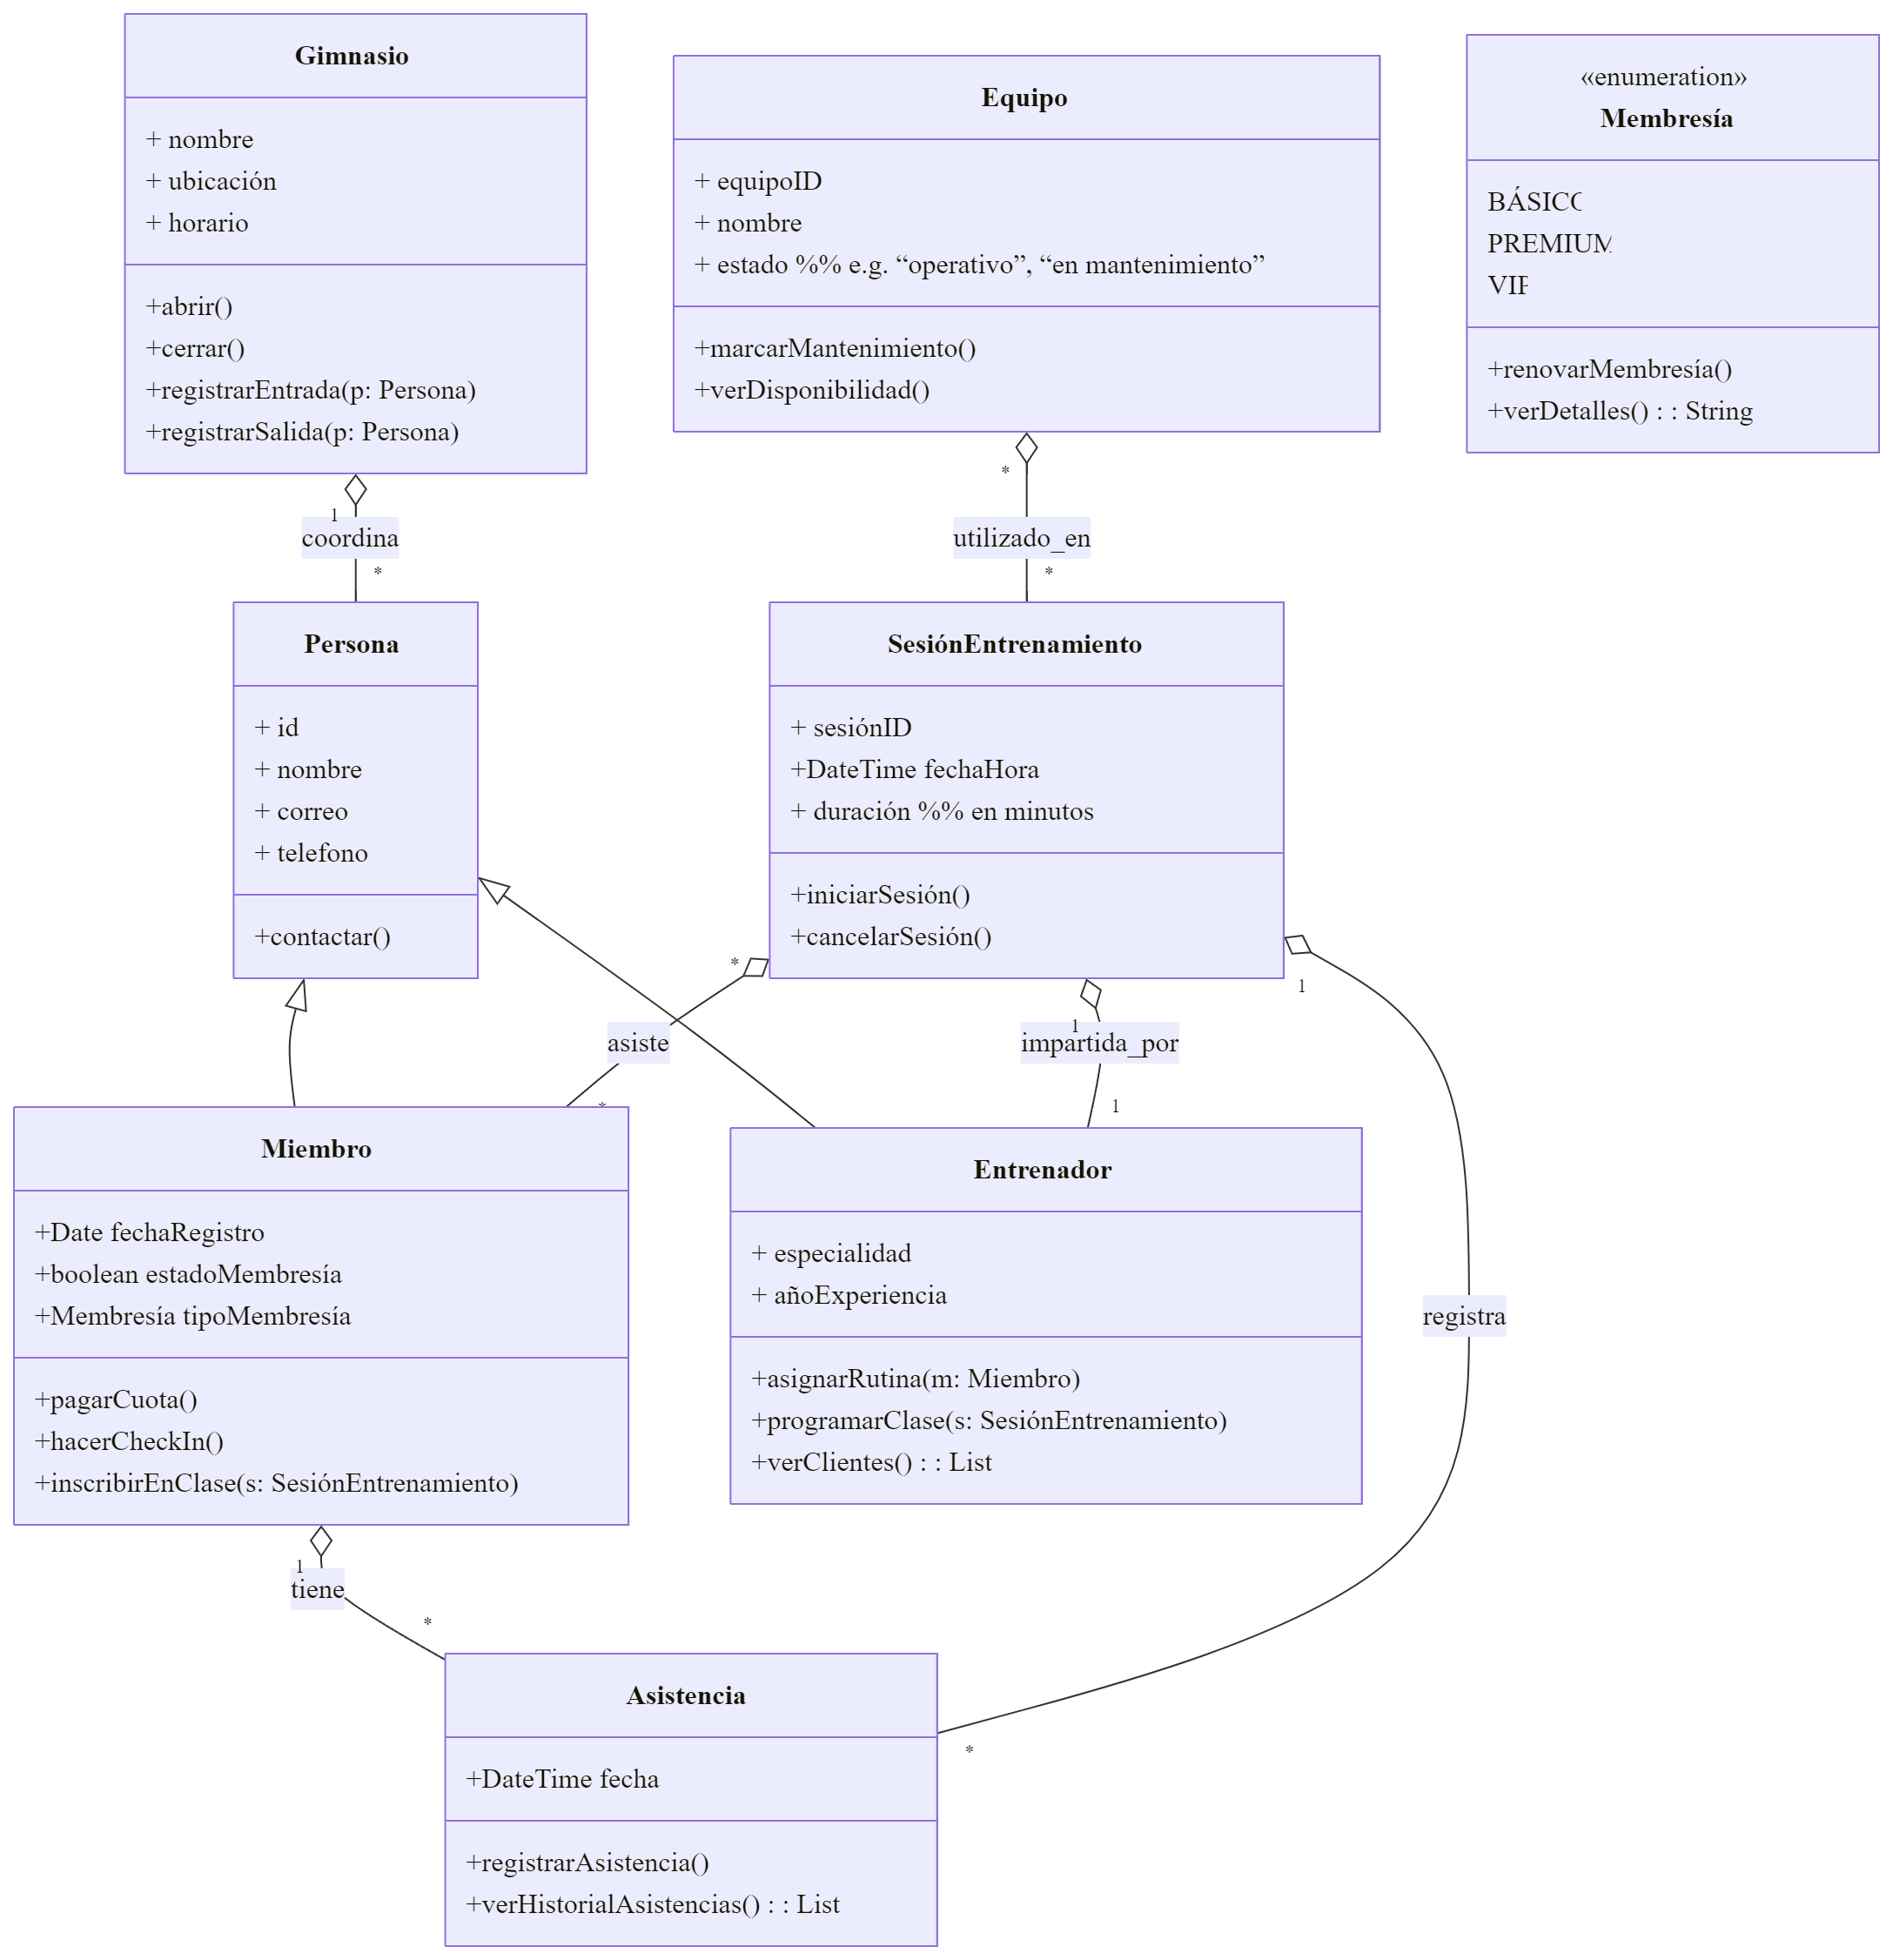 Gimnasio
+ nombre
+ ubicación
+ horario
+abrir()
+cerrar()
+registrarEntrada(p: Persona)
+registrarSalida(p: Persona)
Equipo
+ equipoID
+ nombre
+ estado %% e.g. “operativo”, “en mantenimiento”
+marcarMantenimiento()
+verDisponibilidad()
«enumeration»
Membresía
BÁSICO
PREMIUM
VIP
+renovarMembresía()
+verDetalles() : : String
1
coordina
*
*
utilizado_en
*
Persona
+ id
+ nombre
+ correo
+ telefono
+contactar()
SesiónEntrenamiento
+ sesiónID
+DateTime fechaHora
+ duración %% en minutos
+iniciarSesión()
+cancelarSesión()
*
asiste
*
1
impartida_por
1
1
registra
*
Miembro
+Date fechaRegistro
+boolean estadoMembresía
+Membresía tipoMembresía
+pagarCuota()
+hacerCheckIn()
+inscribirEnClase(s: SesiónEntrenamiento)
Entrenador
+ especialidad
+ añoExperiencia
+asignarRutina(m: Miembro)
+programarClase(s: SesiónEntrenamiento)
+verClientes() : : List
1
tiene
*
Asistencia
+DateTime fecha
+registrarAsistencia()
+verHistorialAsistencias() : : List